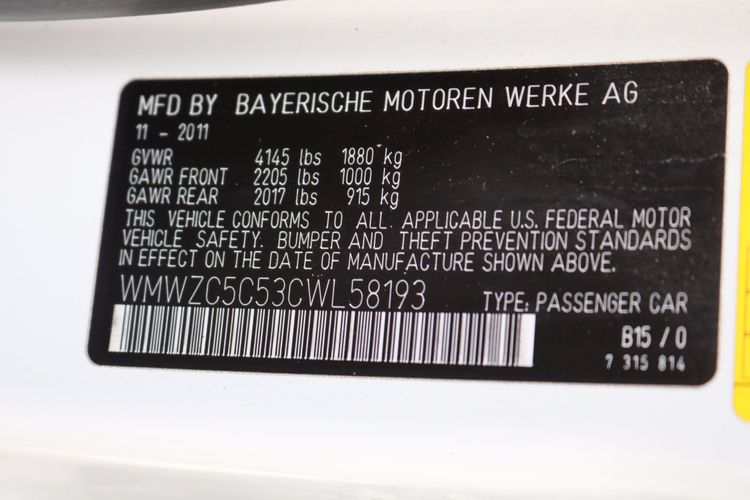 MFD BY BAYERISCHE MOTOREN WERKE AG
11 - 2011
GVWR 4145 lbs 1880 kg
GAWR FRONT 2205 lbs 1000 kg
GAWR REAR 2017 lbs 915 kg
THIS VEHICLE CONFORMS TO ALL APPLICABLE U.S. FEDERAL MOTOR
VEHICLE SAFETY. BUMPER AND THEFT PREVENTION STANDARDS
IN EFFECT ON THE DATE OF MANUFACTURE SHOWN ABOVE.
WMWZC5C53CWL58193 TYPE: PASSENGER CAR
B15 / 0
7 315 814